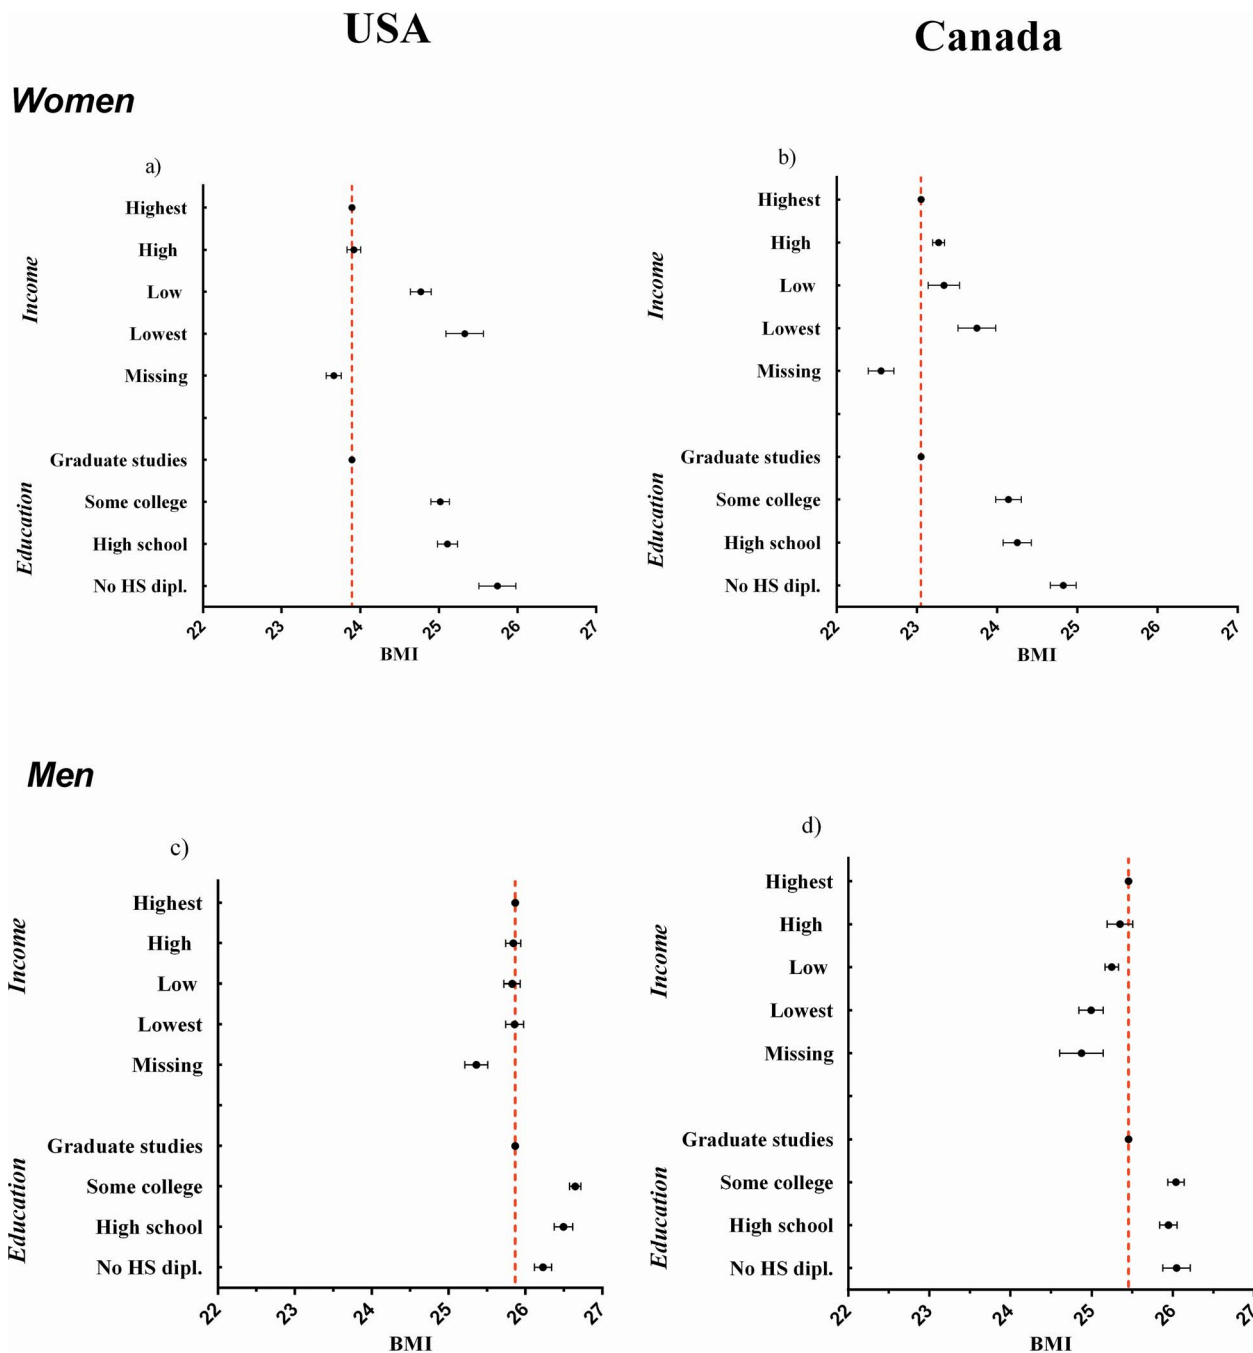 USA
Canada
Women
a)
Income
Highest
High
Low
Lowest
Missing
Education
Graduate studies
Some college
High school
No HS dipl.
22 23 24 25 26 27
BMI
b)
Income
Highest
High
Low
Lowest
Missing
Education
Graduate studies
Some college
High school
No HS dipl.
22 23 24 25 26 27
BMI
Men
c)
Income
Highest
High
Low
Lowest
Missing
Education
Graduate studies
Some college
High school
No HS dipl.
22 23 24 25 26 27
BMI
d)
Income
Highest
High
Low
Lowest
Missing
Education
Graduate studies
Some college
High school
No HS dipl.
22 23 24 25 26 27
BMI